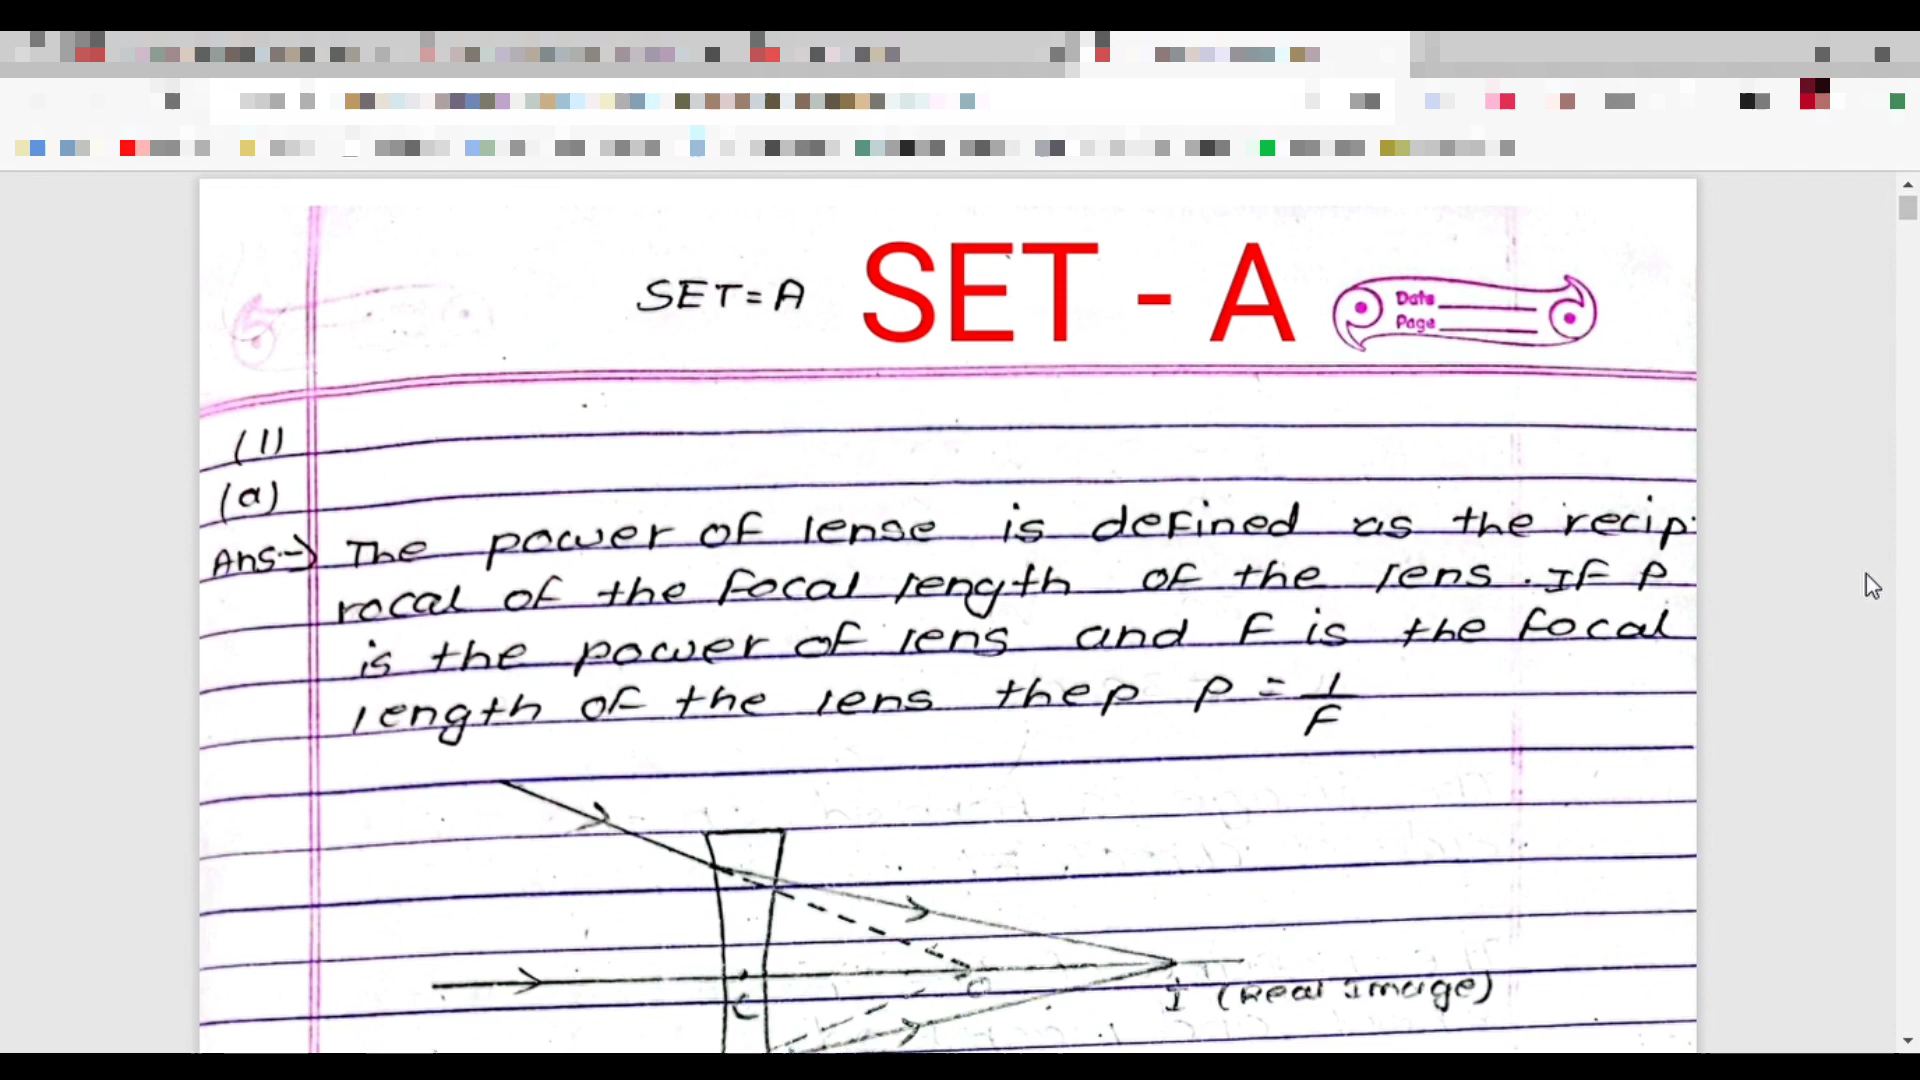 SET=A SET - A
Date
Page
(1)
(a)
Ans:-) The power of lense is defined as the recip-
rocal of the focal length of the lens. If P
is the power of lens and F is the focal
length of the lens thep P = 1/F
C O
I (Real Image)